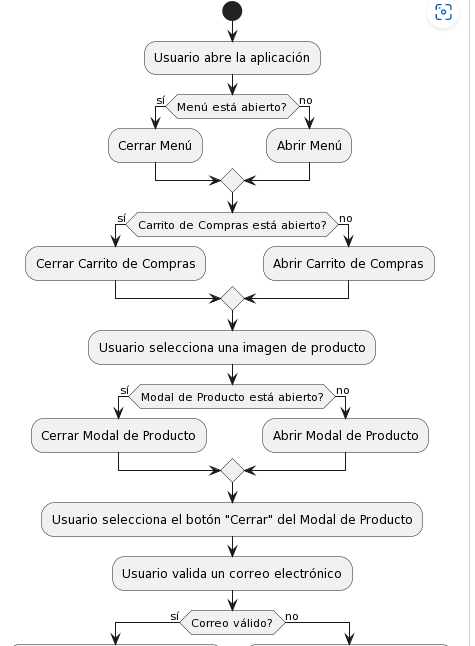 Usuario abre la aplicación
sí
Menú está abierto?
no
Cerrar Menú
Abrir Menú
sí
Carrito de Compras está abierto?
no
Cerrar Carrito de Compras
Abrir Carrito de Compras
Usuario selecciona una imagen de producto
sí
Modal de Producto está abierto?
no
Cerrar Modal de Producto
Abrir Modal de Producto
Usuario selecciona el botón "Cerrar" del Modal de Producto
Usuario valida un correo electrónico
sí
Correo válido?
no